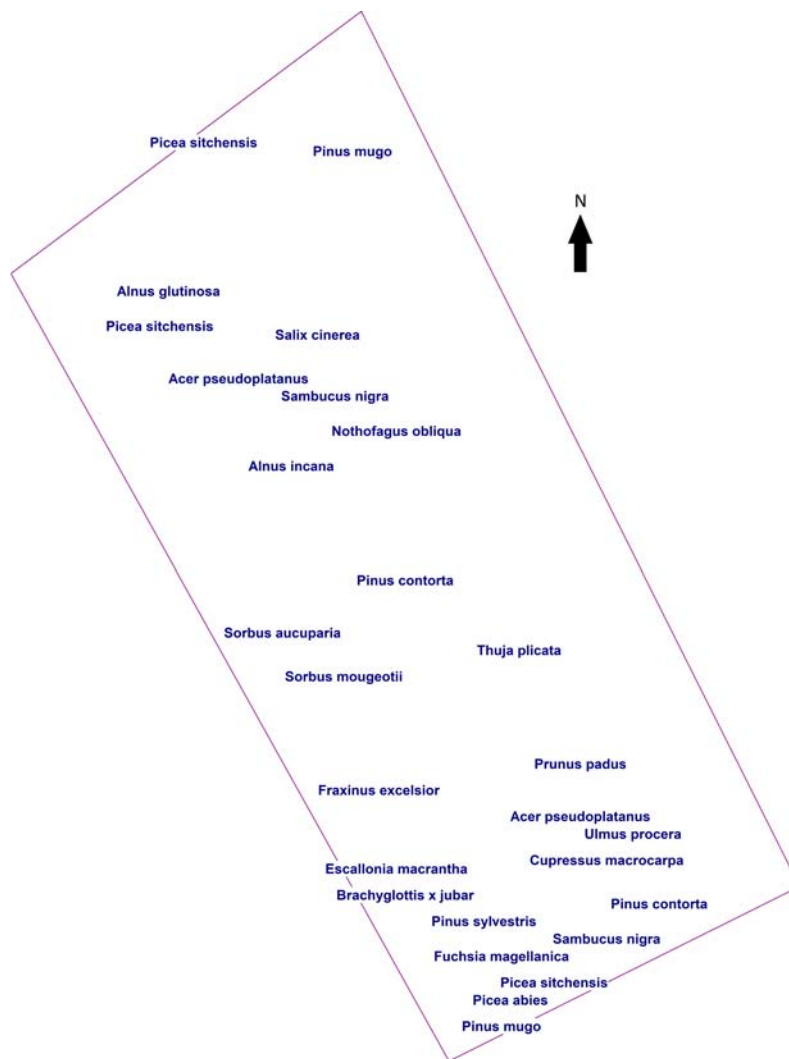 Picea sitchensis
Pinus mugo
N
Alnus glutinosa
Picea sitchensis
Salix cinerea
Acer pseudoplatanus
Sambucus nigra
Nothofagus obliqua
Alnus incana
Pinus contorta
Sorbus aucuparia
Thuja plicata
Sorbus mougeotii
Prunus padus
Fraxinus excelsior
Acer pseudoplatanus
Ulmus procera
Cupressus macrocarpa
Escallonia macrantha
Brachyglottis x jubar
Pinus contorta
Pinus sylvestris
Sambucus nigra
Fuchsia magellanica
Picea sitchensis
Picea abies
Pinus mugo